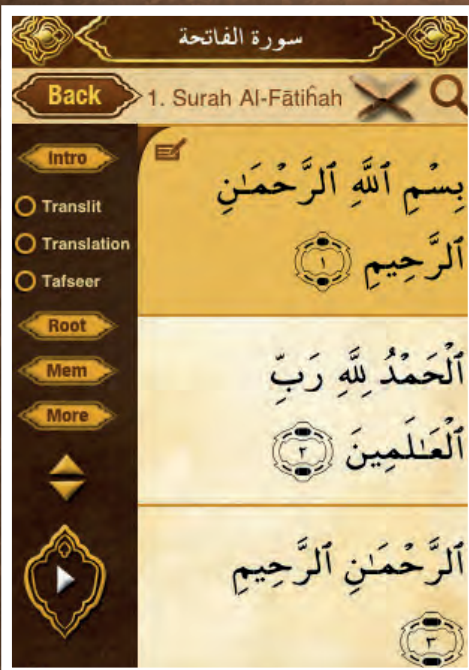 سورة الفاتحة
Back
1. Surah Al-Fātiĥah
Intro
Translit
Translation
Tafseer
Root
Mem
More
بِسْمِ ٱللَّهِ ٱلرَّحْمَـٰنِ
ٱلرَّحِيمِ ١
ٱلْحَمْدُ لِلَّهِ رَبِّ
ٱلْعَـٰلَمِينَ ٢
ٱلرَّحْمَـٰنِ ٱلرَّحِيمِ
٣